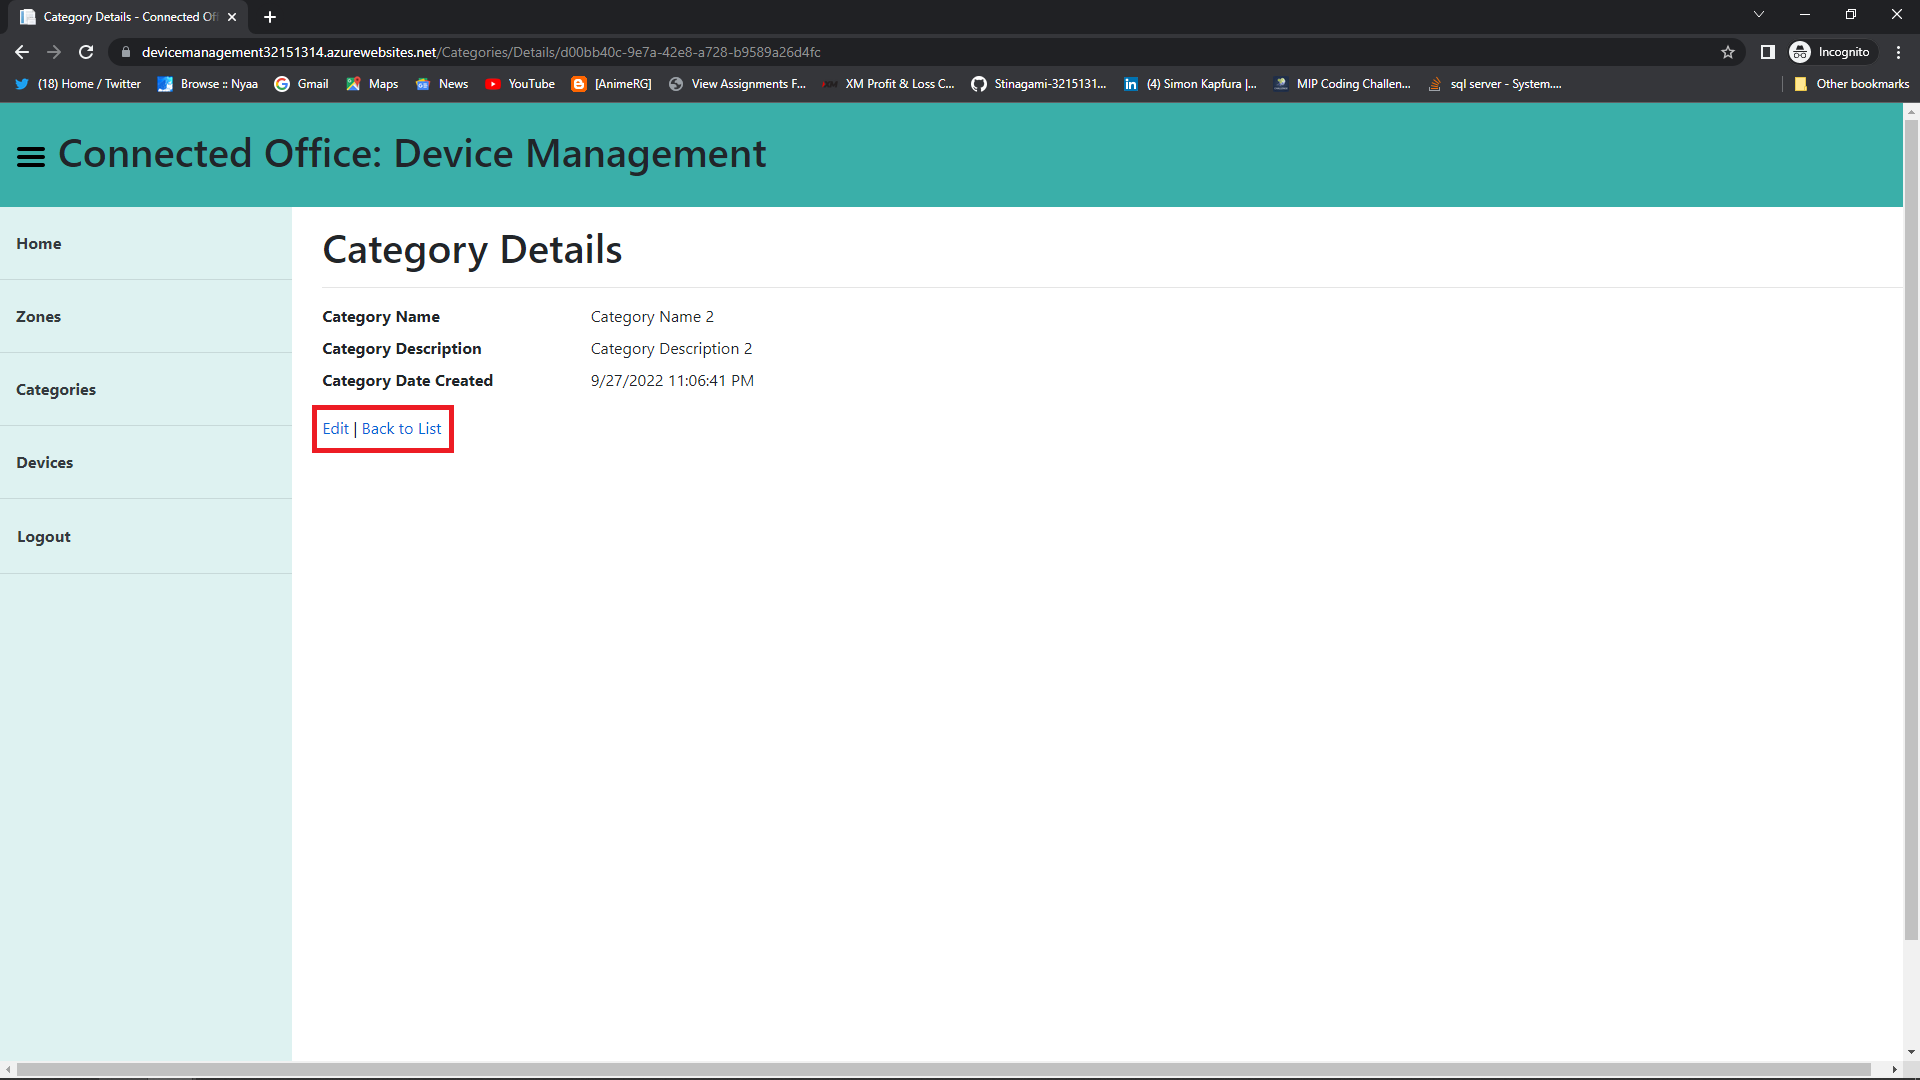 Category Details - Connected Of
devicemanagement32151314.azurewebsites.net/Categories/Details/d00bb40c-9e7a-42e8-a728-b9589a26d4fc
Incognito
(18) Home / Twitter
Browse :: Nyaa
Gmail
Maps
News
YouTube
[AnimeRG]
View Assignments F...
XM Profit & Loss C...
Stinagami-3215131...
(4) Simon Kapfura |...
MIP Coding Challen...
sql server - System....
Other bookmarks
Connected Office: Device Management
Home
Zones
Categories
Devices
Logout
Category Details
Category Name Category Name 2
Category Description Category Description 2
Category Date Created 9/27/2022 11:06:41 PM
Edit | Back to List